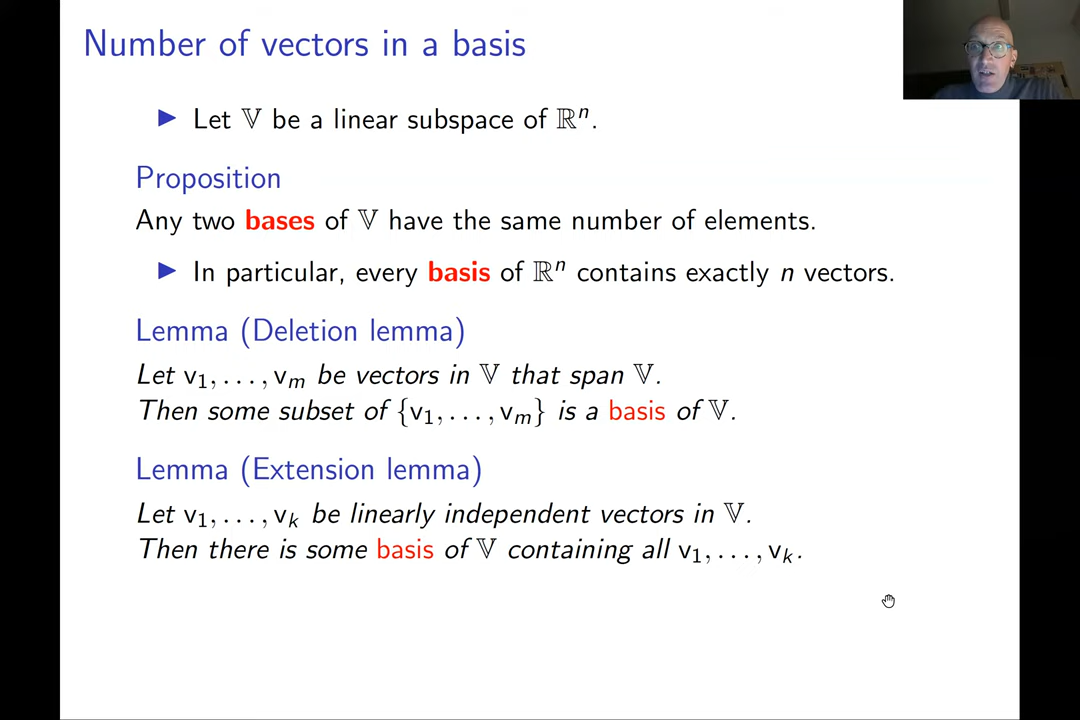 Number of vectors in a basis
▶ Let 𝕍 be a linear subspace of ℝⁿ.
Proposition
Any two bases of 𝕍 have the same number of elements.
▶ In particular, every basis of ℝⁿ contains exactly n vectors.
Lemma (Deletion lemma)
Let v₁, . . . , vₘ be vectors in 𝕍 that span 𝕍.
Then some subset of {v₁, . . . , vₘ} is a basis of 𝕍.
Lemma (Extension lemma)
Let v₁, . . . , vₖ be linearly independent vectors in 𝕍.
Then there is some basis of 𝕍 containing all v₁, . . . , vₖ.